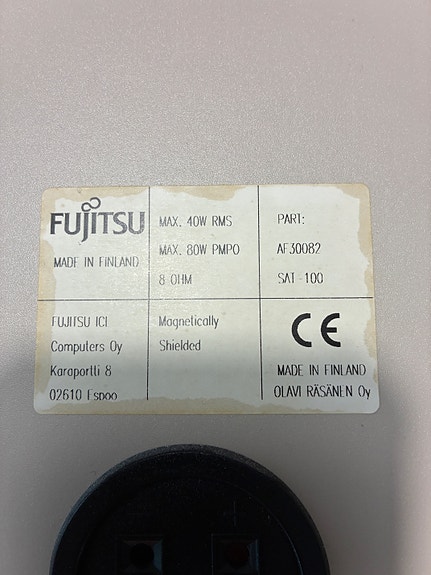 FUJITSU
MADE IN FINLAND
MAX. 40W RMS
MAX. 80W PMPO
8 OHM
PART:
AF30082
SAT-100
FUJITSU ICL
Computers Oy
Karaportti 8
02610 Espoo
Magnetically
Shielded
CE
MADE IN FINLAND
OLAVI RÄSÄNEN Oy